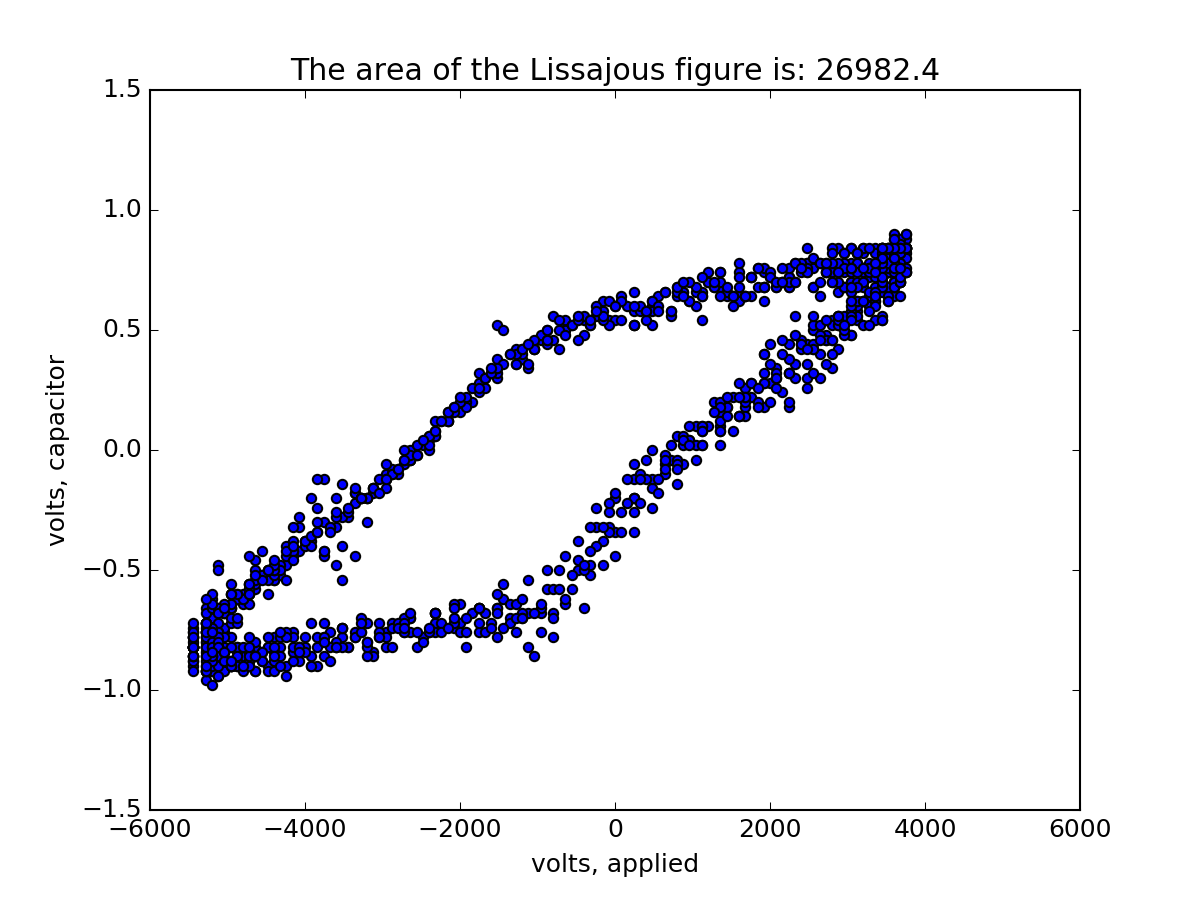 The area of the Lissajous figure is: 26982.4
1.5
1.0
0.5
0.0
−0.5
−1.0
−1.5
volts, capacitor
−6000 −4000 −2000 0 2000 4000 6000
volts, applied